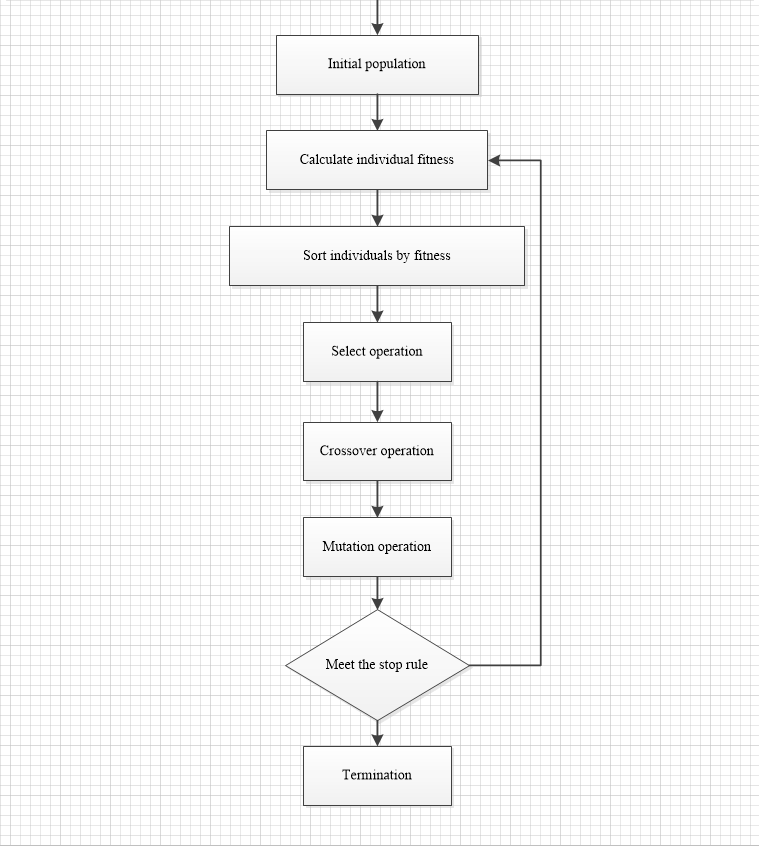 Initial population
Calculate individual fitness
Sort individuals by fitness
Select operation
Crossover operation
Mutation operation
Meet the stop rule
Termination